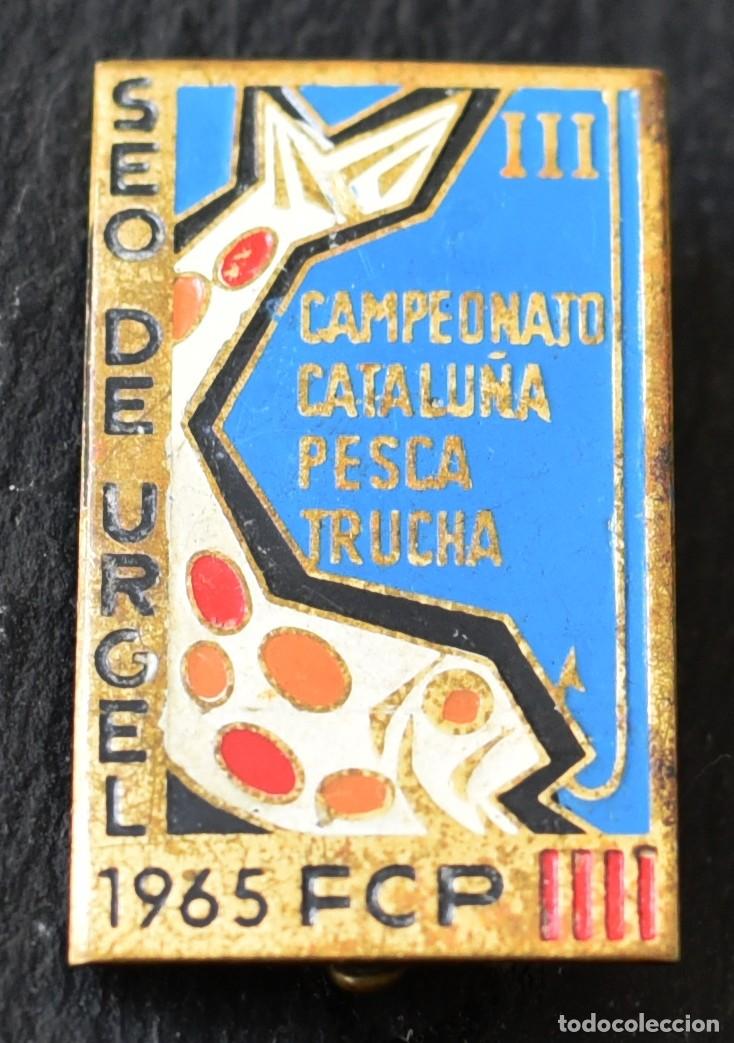 SEO DE URGEL
III
CAMPEONATO
CATALUÑA
PESCA
TRUCHA
1965 FCP
todocoleccion